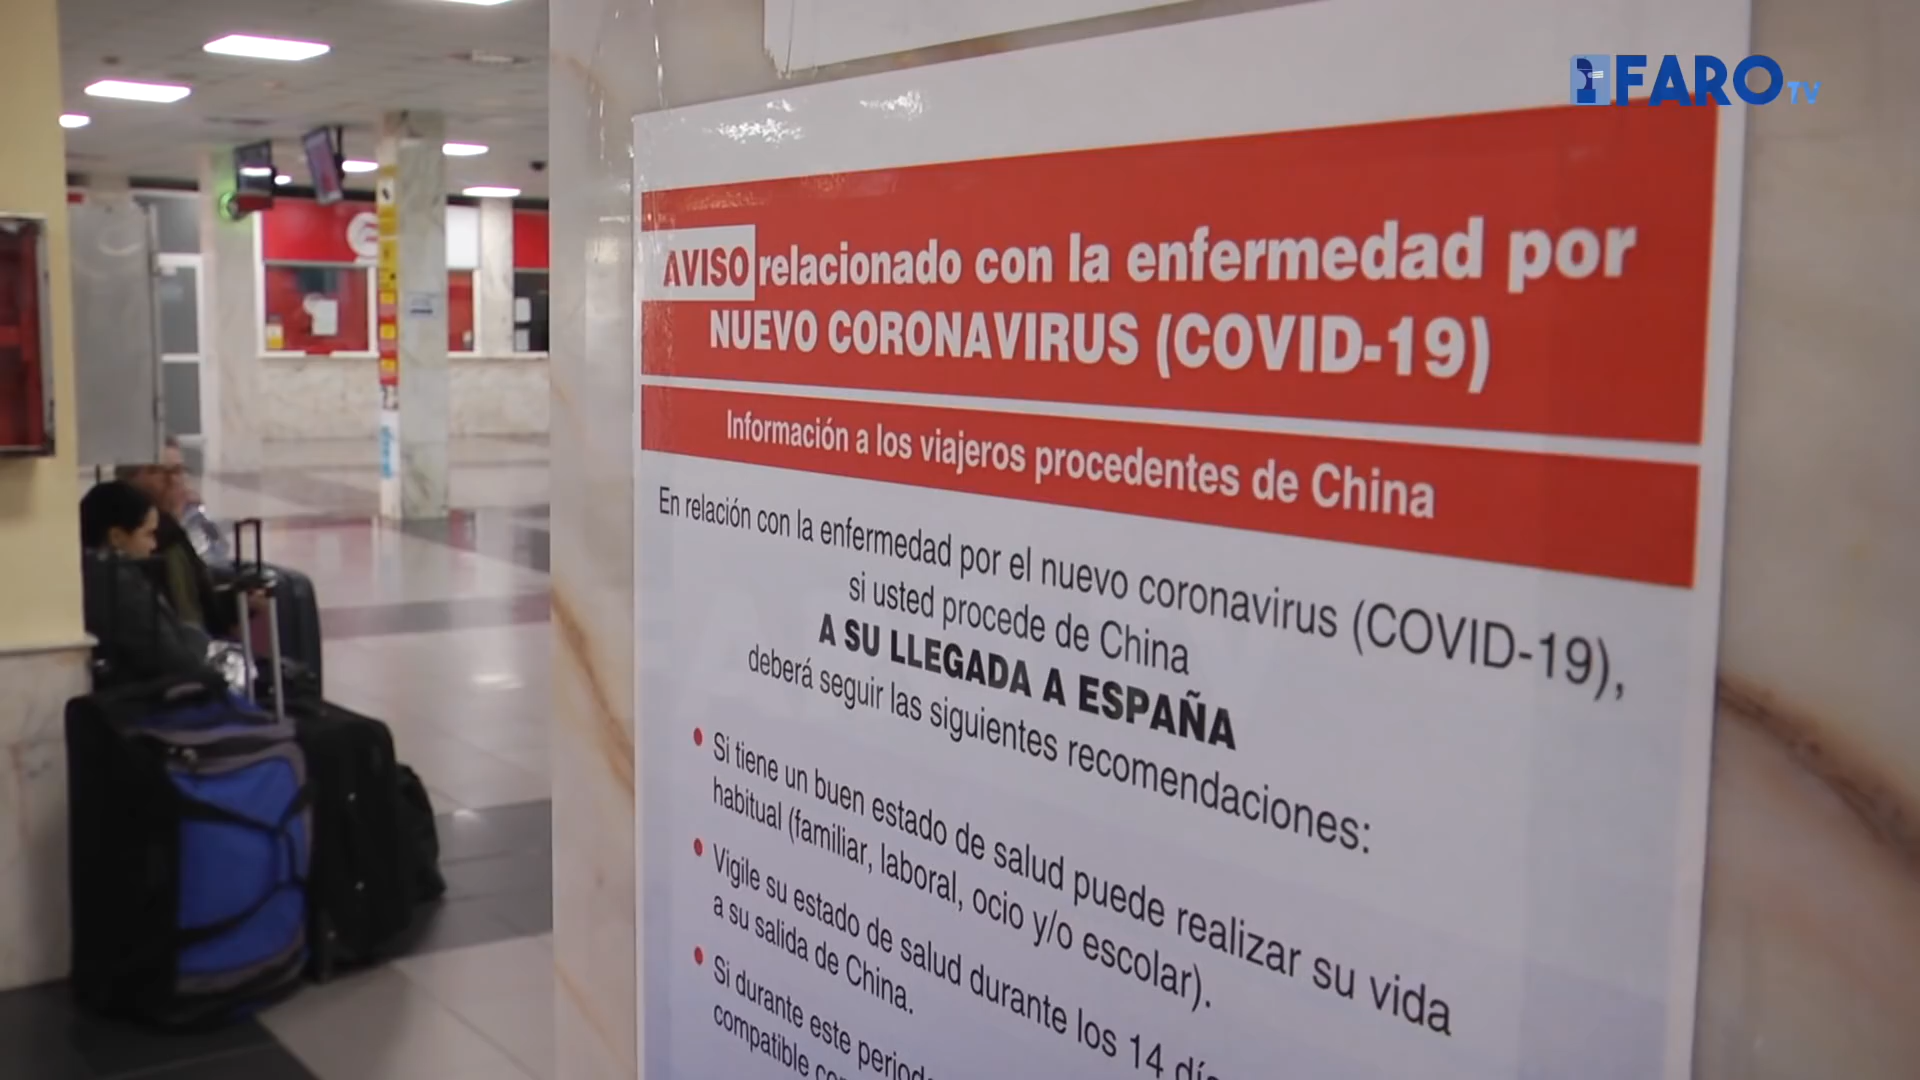 FARO TV
AVISO relacionado con la enfermedad por
NUEVO CORONAVIRUS (COVID-19)
Información a los viajeros procedentes de China
En relación con la enfermedad por el nuevo coronavirus (COVID-19),
si usted procede de China
A SU LLEGADA A ESPAÑA
deberá seguir las siguientes recomendaciones:
• Si tiene un buen estado de salud puede realizar su vida
habitual (familiar, laboral, ocio y/o escolar).
• Vigile su estado de salud durante los 14
a su salida de China.
• Si durante este
compatible